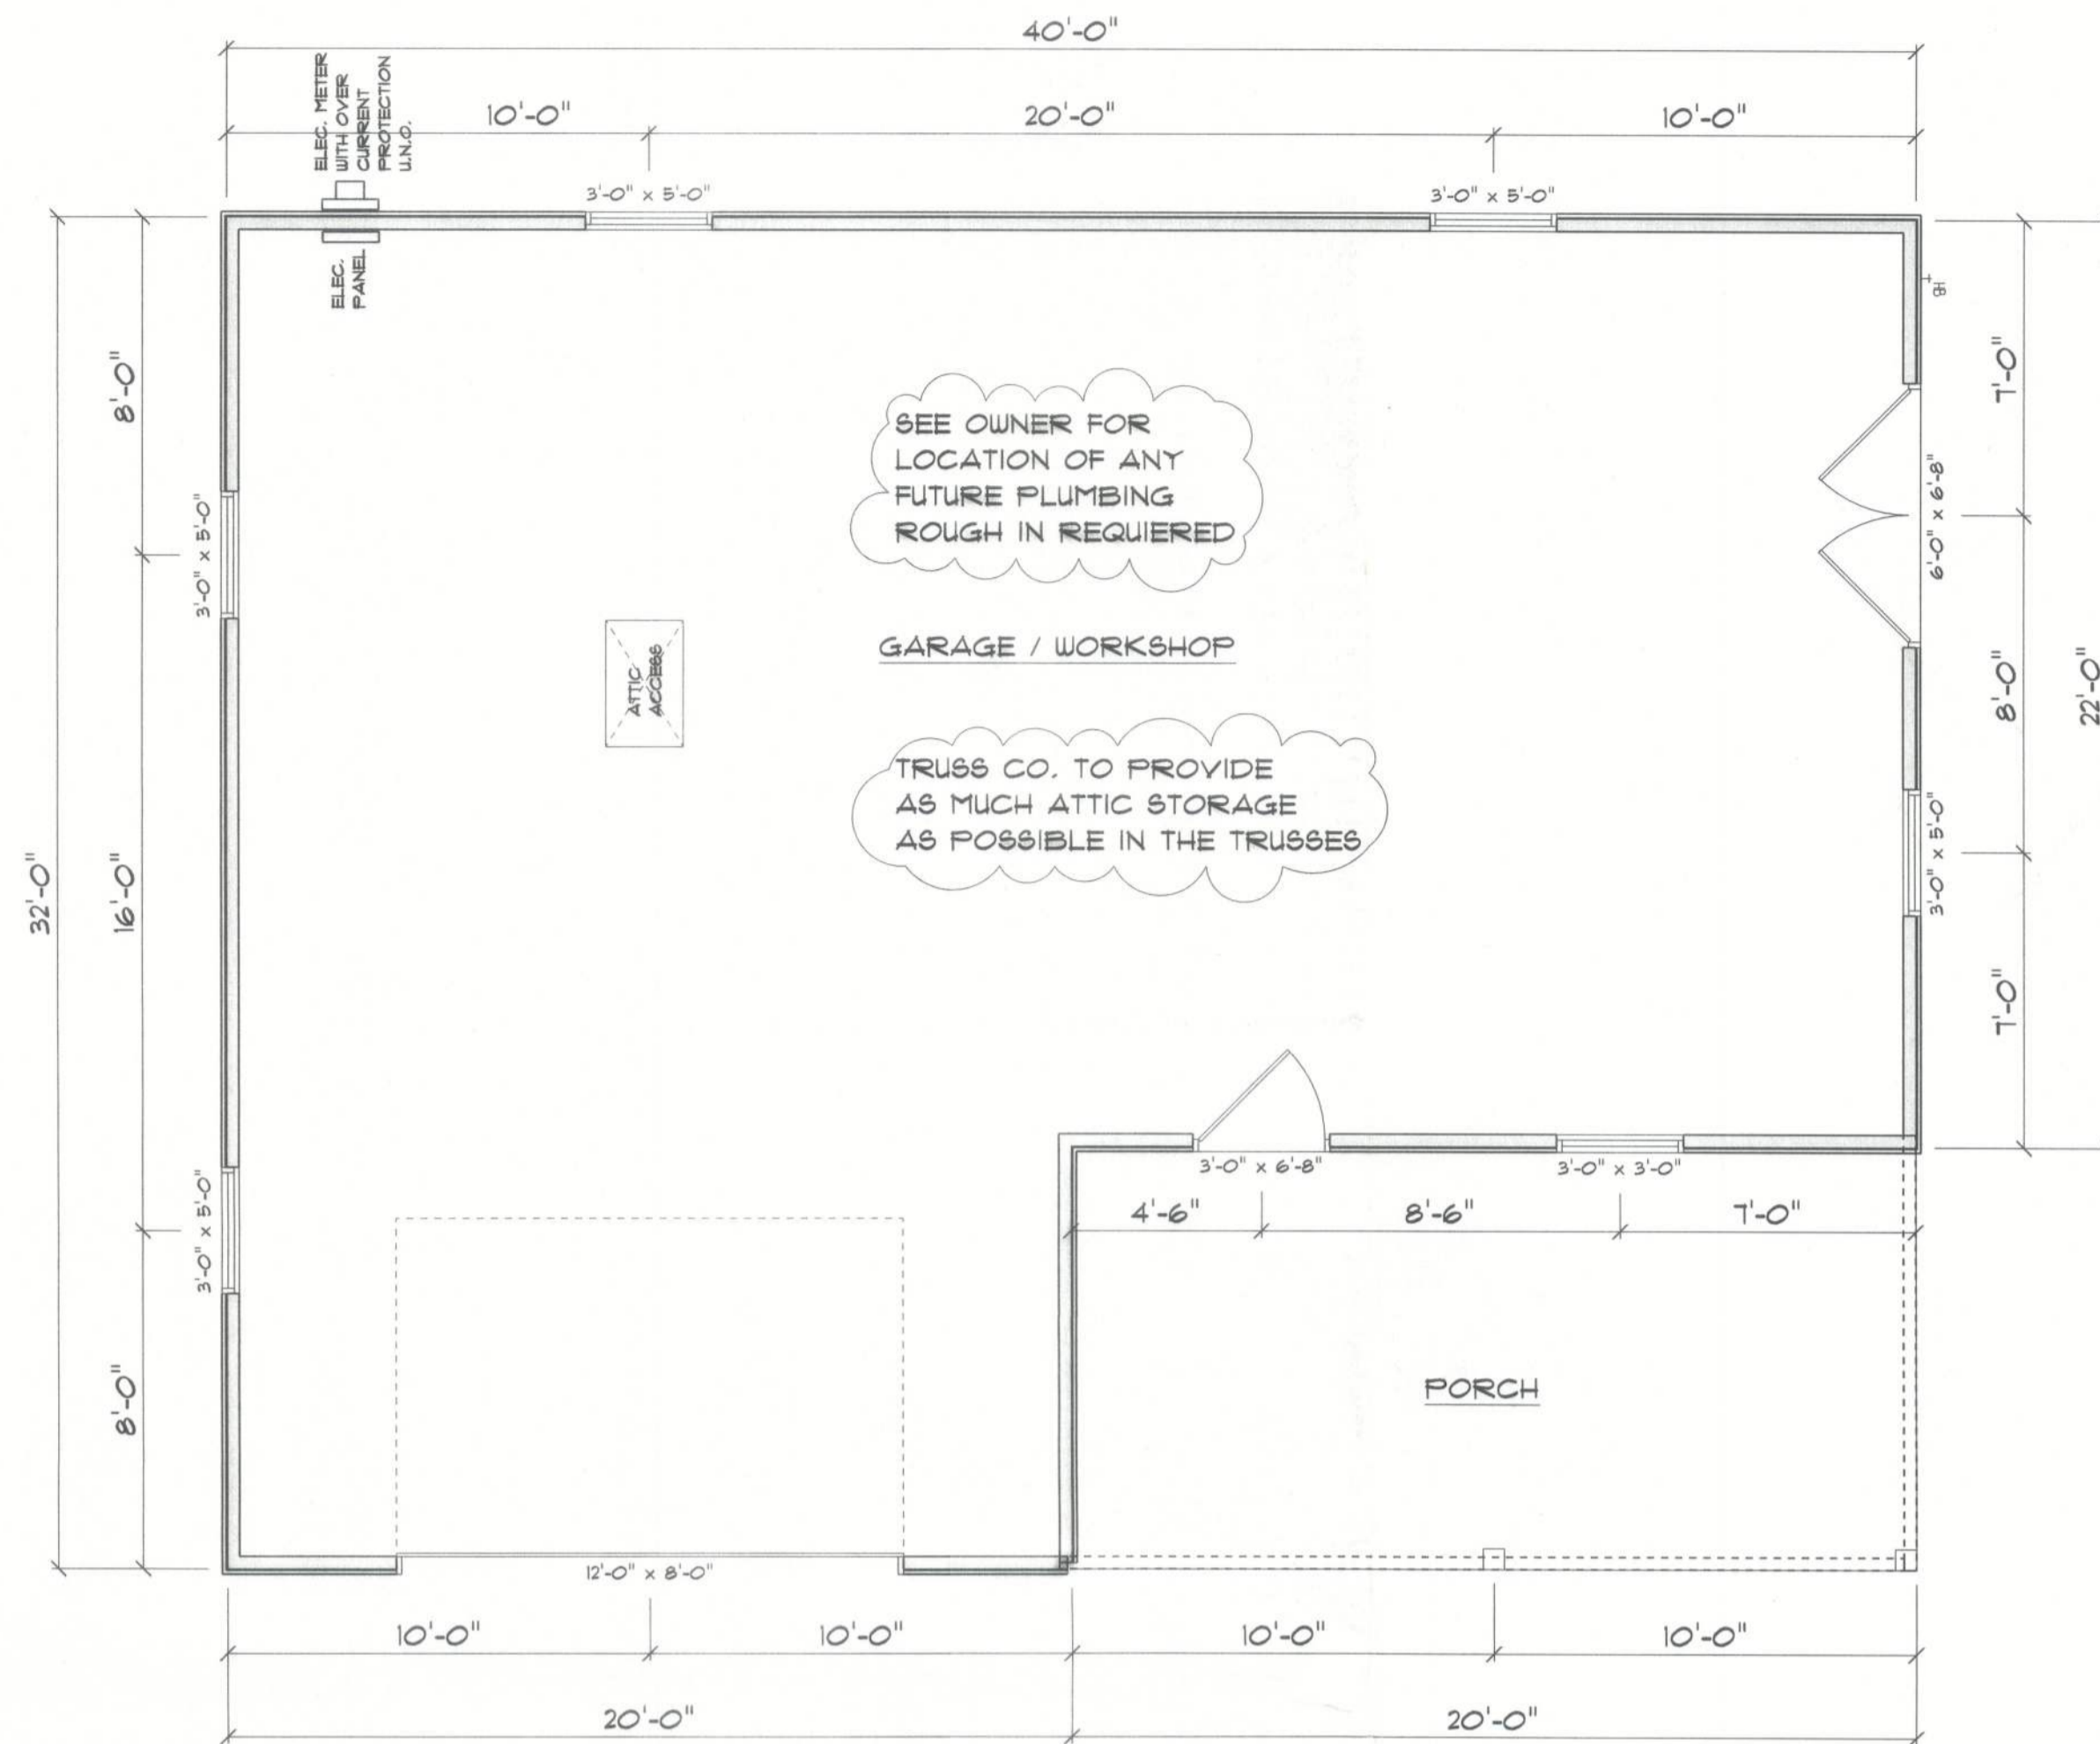 40'-0"
10'-0"
20'-0"
10'-0"
ELEC. METER
WITH OVER
CURRENT
PROTECTION
U.N.O.
3'-0" x 5'-0"
3'-0" x 5'-0"
ELEC.
PANEL
HB
8'-0"
7'-0"
SEE OWNER FOR
LOCATION OF ANY
FUTURE PLUMBING
ROUGH IN REQUIERED
3'-0" x 5'-0"
6'-0" x 6'-8"
GARAGE / WORKSHOP
ATTIC
ACCESS
8'-0"
22'-0"
TRUSS CO. TO PROVIDE
AS MUCH ATTIC STORAGE
AS POSSIBLE IN THE TRUSSES
32'-0"
16'-0"
3'-0" x 5'-0"
7'-0"
3'-0" x 5'-0"
3'-0" x 6'-8"
3'-0" x 3'-0"
4'-6"
8'-6"
7'-0"
8'-0"
PORCH
12'-0" x 8'-0"
10'-0"
10'-0"
10'-0"
10'-0"
20'-0"
20'-0"